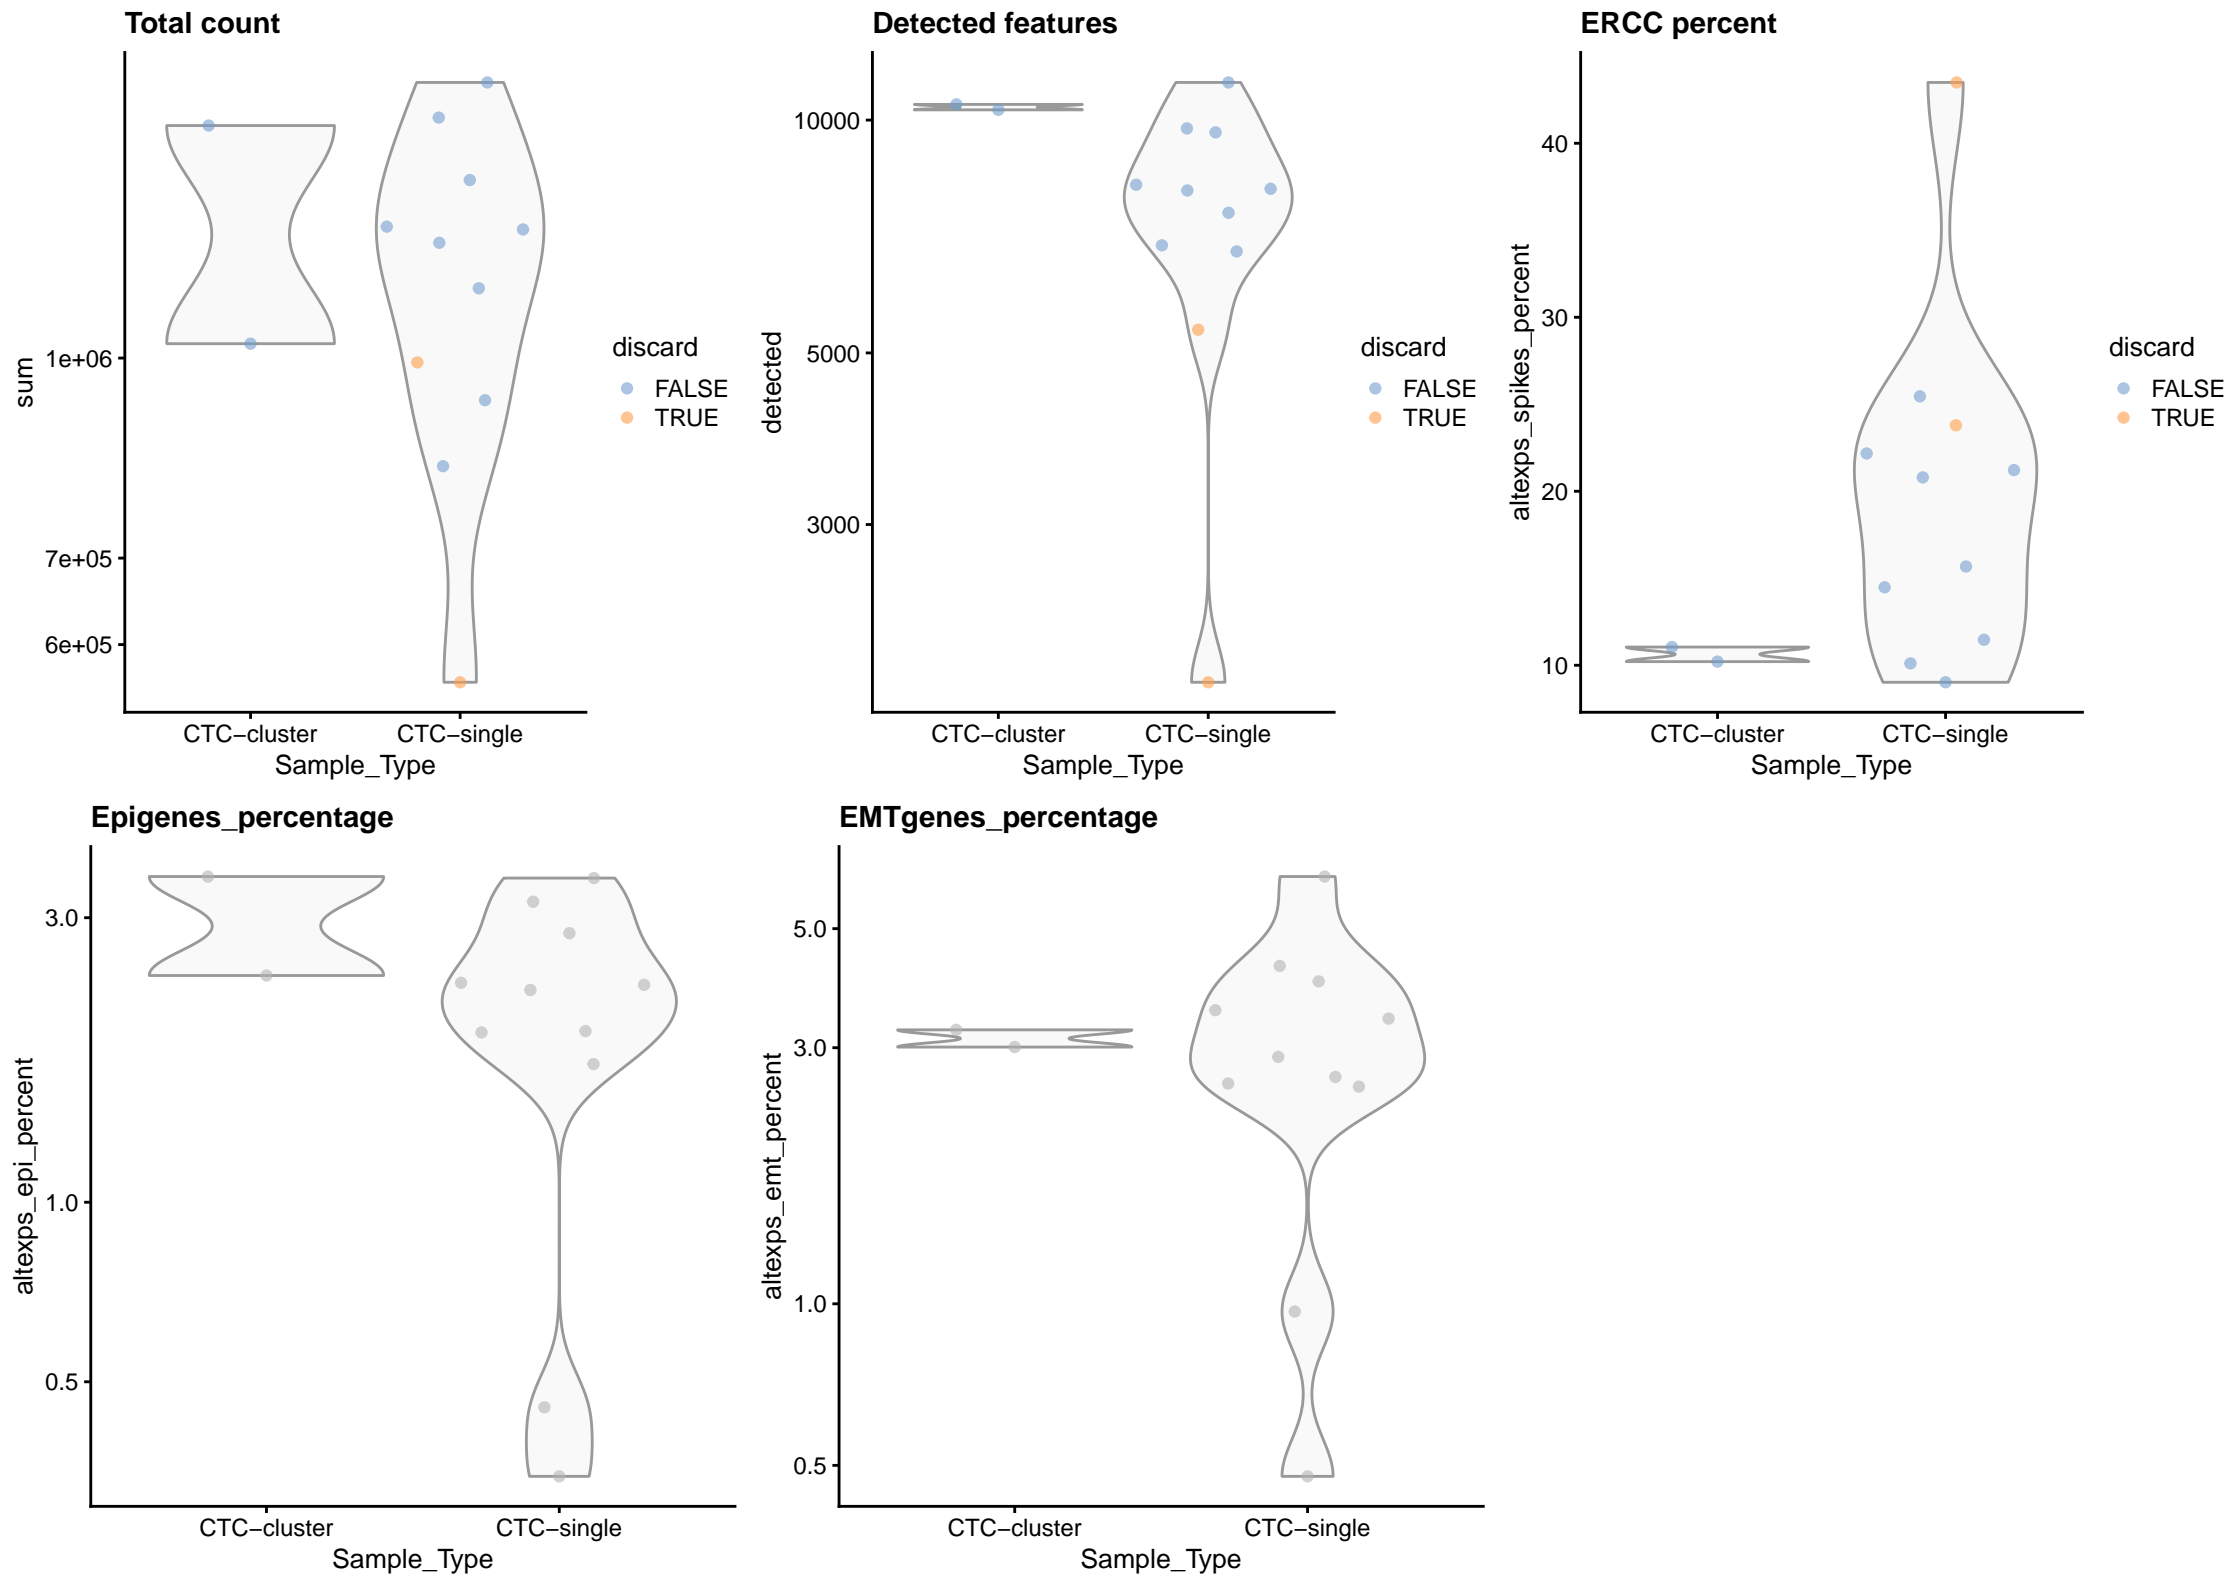 Total count
sum
1e+06
7e+05
6e+05
CTC−cluster
CTC−single
Sample_Type
discard
FALSE
TRUE
Detected features
detected
10000
5000
3000
CTC−cluster
CTC−single
Sample_Type
discard
FALSE
TRUE
ERCC percent
altexps_spikes_percent
40
30
20
10
CTC−cluster
CTC−single
Sample_Type
discard
FALSE
TRUE
Epigenes_percentage
altexps_epi_percent
3.0
1.0
0.5
CTC−cluster
CTC−single
Sample_Type
EMTgenes_percentage
altexps_emt_percent
5.0
3.0
1.0
0.5
CTC−cluster
CTC−single
Sample_Type